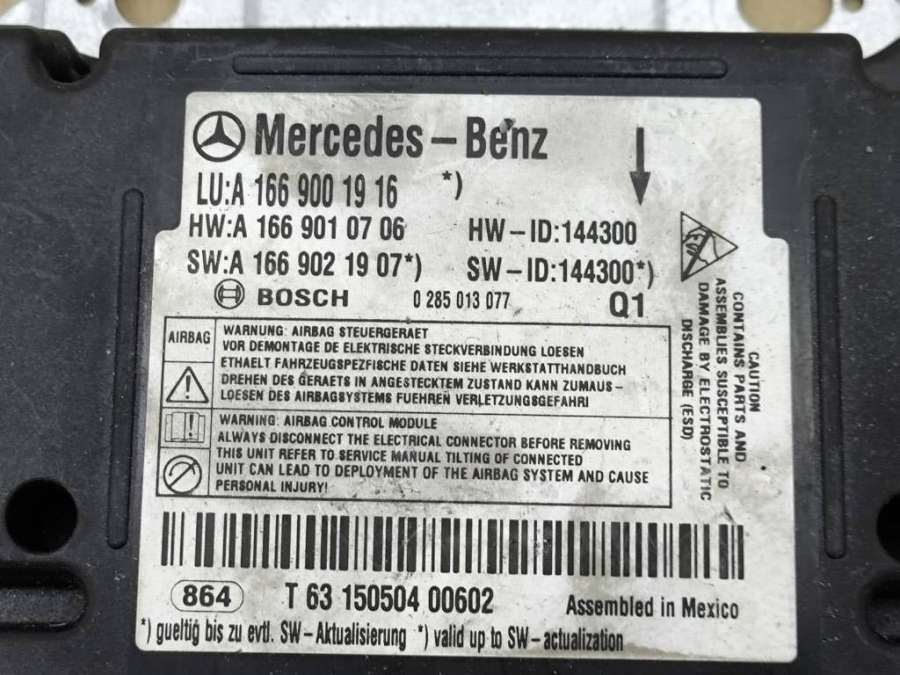 Mercedes-Benz
LU:A 166 900 19 16 *)
HW:A 166 901 07 06 HW-ID:144300
SW:A 166 902 19 07*) SW-ID:144300*)
BOSCH 0 285 013 077 Q1
AIRBAG
WARNUNG: AIRBAG STEUERGERAET
VOR DEMONTAGE DE ELEKTRISCHE STECKVERBINDUNG LOESEN
ETHAELT FAHRZEUGSPEZFISCHE DATEN SIEHE WERKSTATTHANDBUCH
DREHEN DES GERAETS IN ANGESTECKTEM ZUSTAND KANN ZUMAUS-
LOESEN DES AIRBAGSYSTEMS FUEHREN VERLETZUNGSGEFAHR!
WARNING: AIRBAG CONTROL MODULE
ALWAYS DISCONNECT THE ELECTRICAL CONNECTOR BEFORE REMOVING
THIS UNIT REFER TO SERVICE MANUAL TILTING OF CONNECTED
UNIT CAN LEAD TO DEPLOYMENT OF THE AIRBAG SYSTEM AND CAUSE
PERSONAL INJURY!
CAUTION
CONTAINS PARTS AND
ASSEMBLIES SUSCEPTIBLE TO
DAMAGE BY ELECTROSTATIC
DISCHARGE (ESD)
864 T 63 150504 00602 Assembled in Mexico
*) gueltig bis zu evtl. SW-Aktualisierung *) valid up to SW-actualization